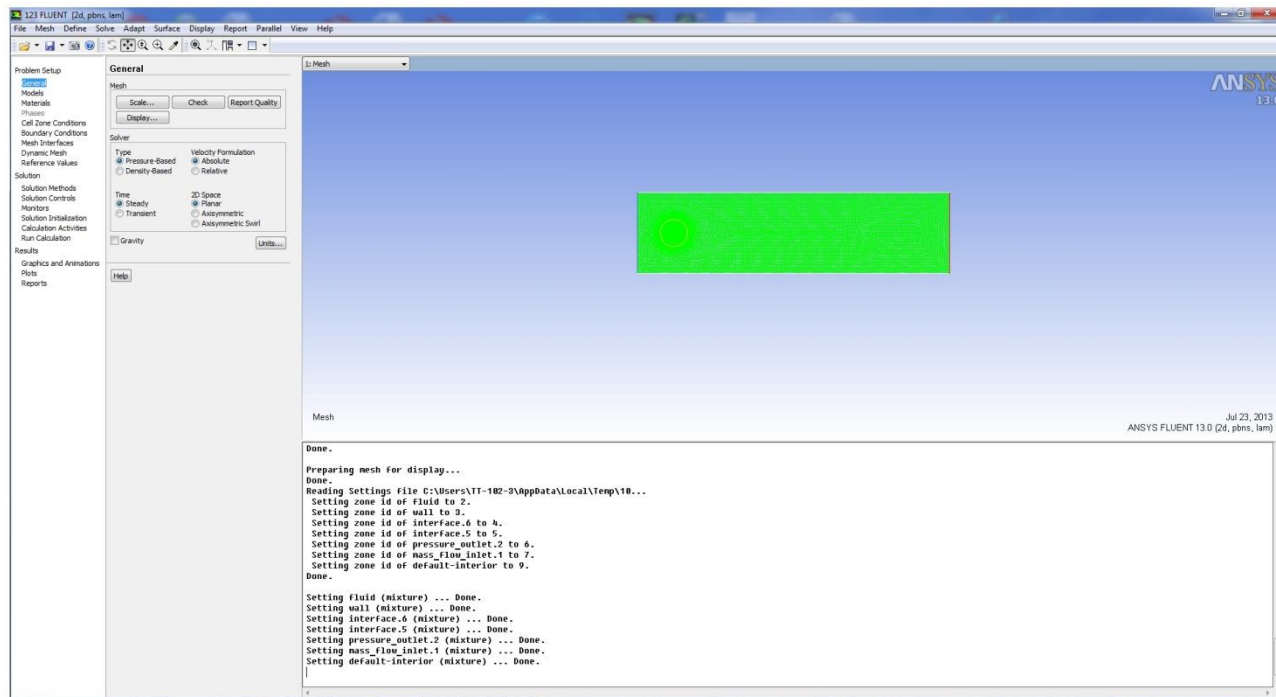 123 FLUENT [2d, pbns, lam]
File Mesh Define Solve Adapt Surface Display Report Parallel View Help
Problem Setup
General
Models
Materials
Phases
Cell Zone Conditions
Boundary Conditions
Mesh Interfaces
Dynamic Mesh
Reference Values
Solution
Solution Methods
Solution Controls
Monitors
Solution Initialization
Calculation Activities
Run Calculation
Results
Graphics and Animations
Plots
Reports
General
Mesh
Scale... Check Report Quality
Display...
Solver
Type Velocity Formulation
Pressure-Based Absolute
Density-Based Relative
Time 2D Space
Steady Planar
Transient Axisymmetric
Axisymmetric Swirl
Gravity Units...
Help
1: Mesh
ANSYS
13.0
Mesh
Jul 23, 2013
ANSYS FLUENT 13.0 (2d, pbns, lam)
Done.
Preparing mesh for display...
Done.
Reading Settings file C:\Users\TT-102-3\AppData\Local\Temp\10...
Setting zone id of fluid to 2.
Setting zone id of wall to 3.
Setting zone id of interface.6 to 4.
Setting zone id of interface.5 to 5.
Setting zone id of pressure_outlet.2 to 6.
Setting zone id of mass_flow_inlet.1 to 7.
Setting zone id of default-interior to 9.
Done.
Setting fluid (mixture) ... Done.
Setting wall (mixture) ... Done.
Setting interface.6 (mixture) ... Done.
Setting interface.5 (mixture) ... Done.
Setting pressure_outlet.2 (mixture) ... Done.
Setting mass_flow_inlet.1 (mixture) ... Done.
Setting default-interior (mixture) ... Done.